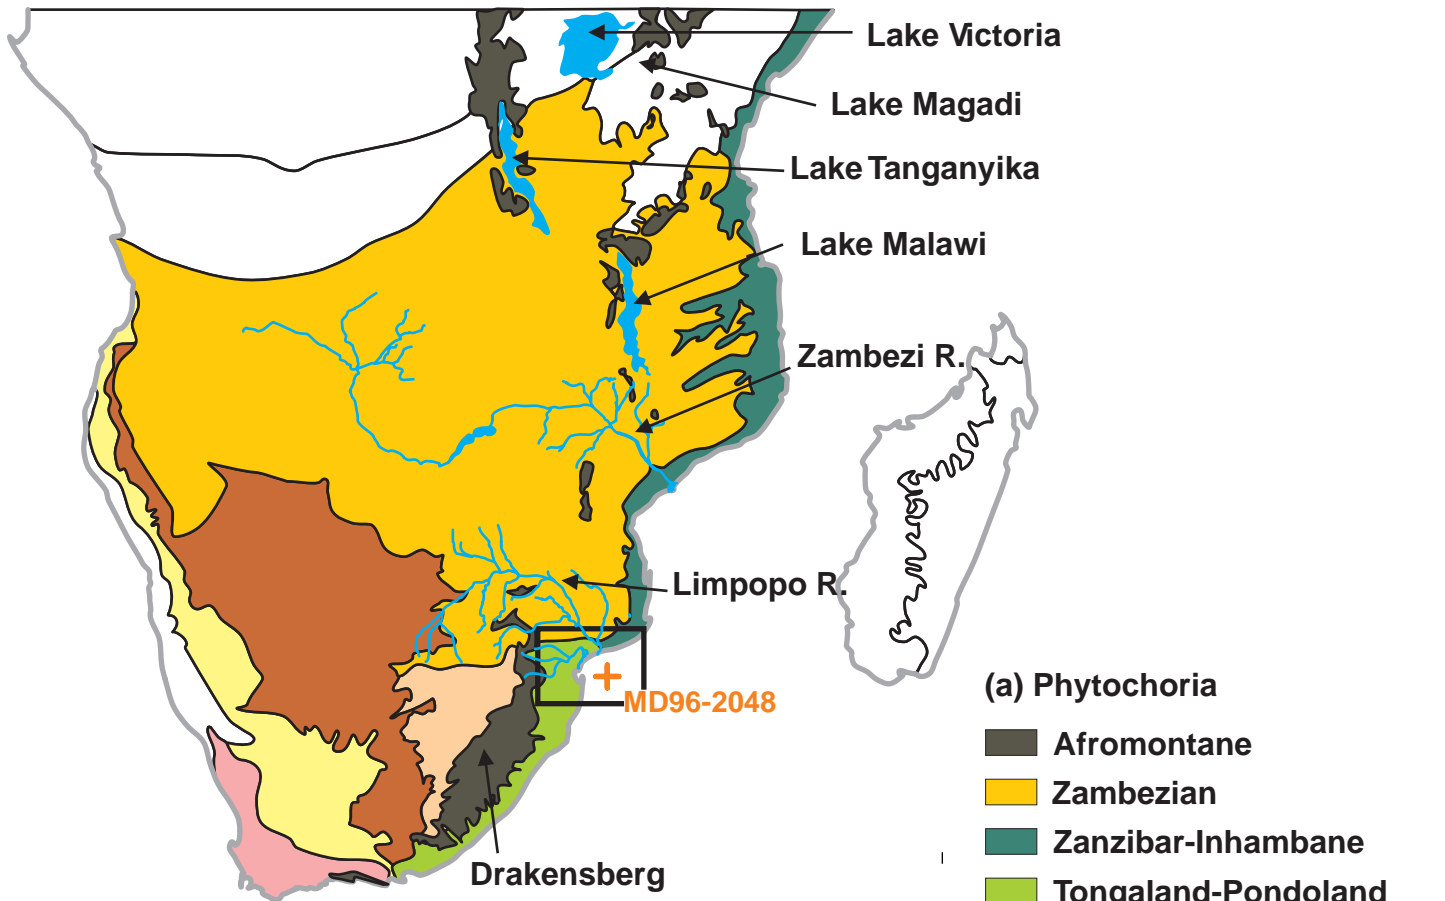 Lake Victoria
Lake Magadi
Lake Tanganyika
Lake Malawi
Zambezi R.
Limpopo R.
MD96-2048
Drakensberg
(a) Phytochoria
Afromontane
Zambezian
Zanzibar-Inhambane
Tongaland-Pondoland